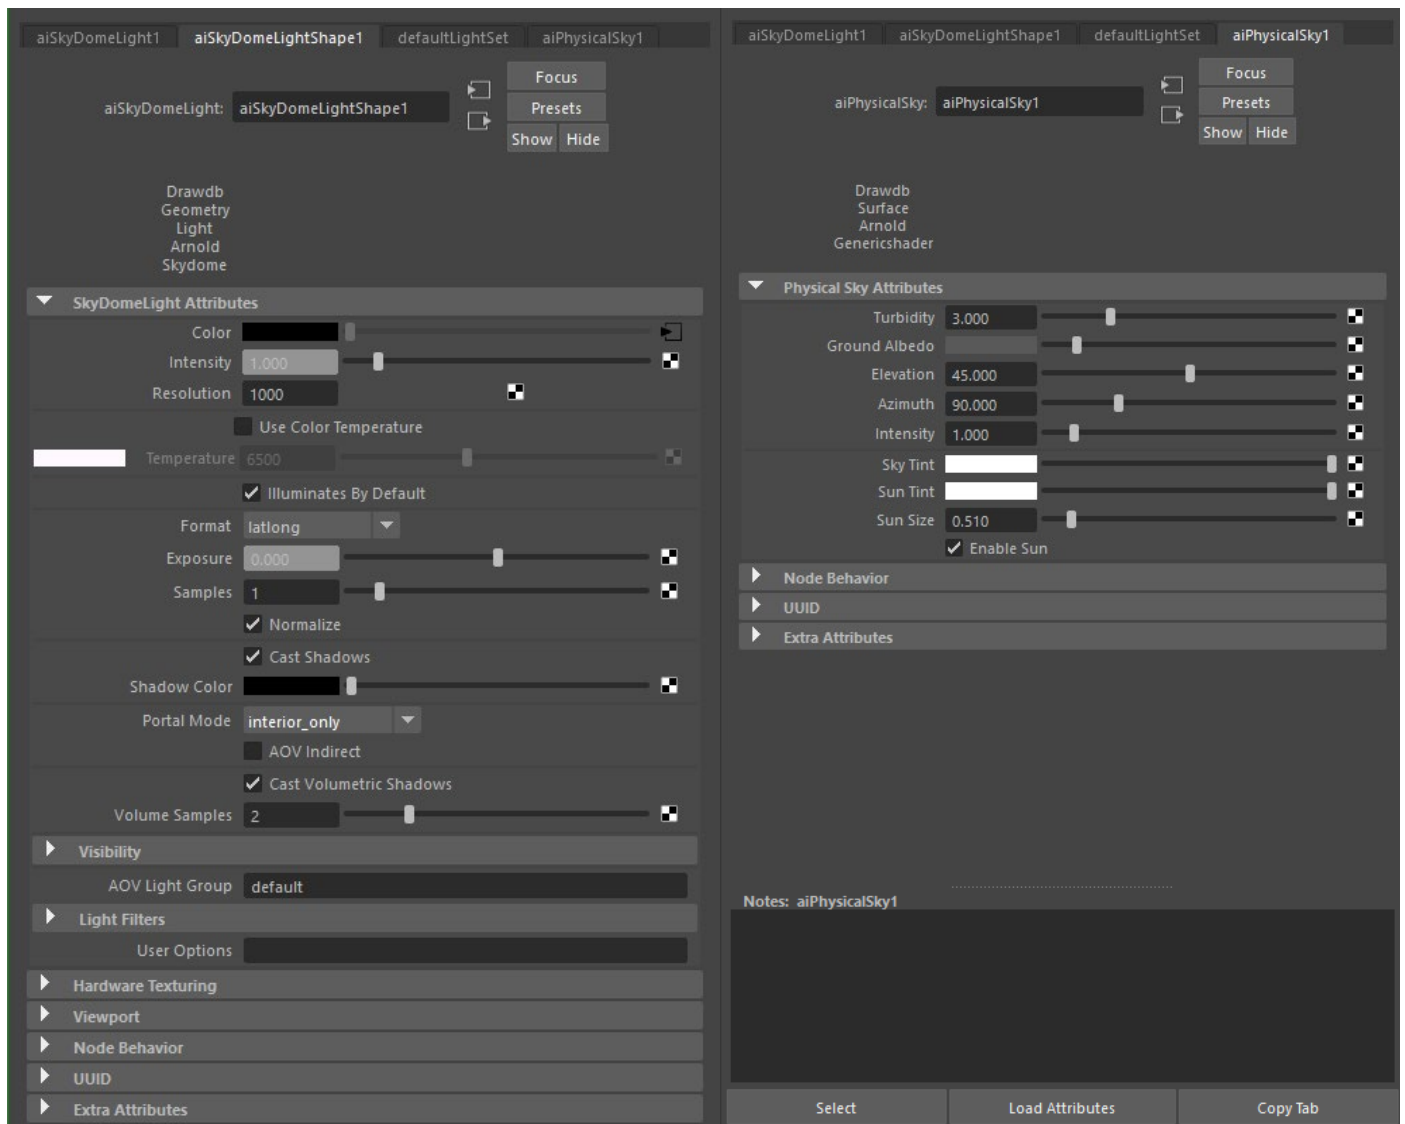 aiSkyDomeLight1 aiSkyDomeLightShape1 defaultLightSet aiPhysicalSky1
aiSkyDomeLight: aiSkyDomeLightShape1
Focus
Presets
Show Hide
Drawdb
Geometry
Light
Arnold
Skydome
SkyDomeLight Attributes
Color
Intensity 1.000
Resolution 1000
Use Color Temperature
Temperature 6500
Illuminates By Default
Format latlong
Exposure 0.000
Samples 1
Normalize
Cast Shadows
Shadow Color
Portal Mode interior_only
AOV Indirect
Cast Volumetric Shadows
Volume Samples 2
Visibility
AOV Light Group default
Light Filters
User Options
Hardware Texturing
Viewport
Node Behavior
UUID
Extra Attributes
aiSkyDomeLight1 aiSkyDomeLightShape1 defaultLightSet aiPhysicalSky1
aiPhysicalSky: aiPhysicalSky1
Focus
Presets
Show Hide
Drawdb
Surface
Arnold
Genericshader
Physical Sky Attributes
Turbidity 3.000
Ground Albedo
Elevation 45.000
Azimuth 90.000
Intensity 1.000
Sky Tint
Sun Tint
Sun Size 0.510
Enable Sun
Node Behavior
UUID
Extra Attributes
Notes: aiPhysicalSky1
Select Load Attributes Copy Tab